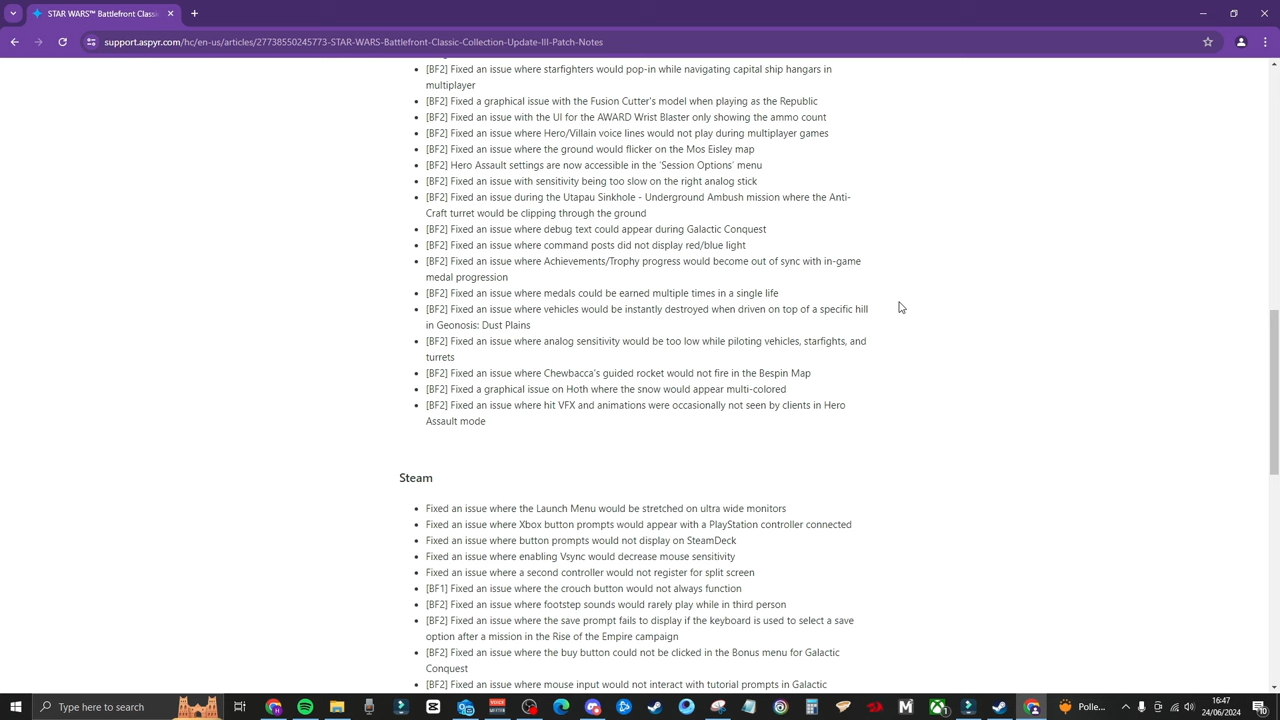 STAR WARS™ Battlefront Classi
support.aspyr.com/hc/en-us/articles/27738550245773-STAR-WARS-Battlefront-Classic-Collection-Update-III-Patch-Notes
[BF2] Fixed an issue where starfighters would pop-in while navigating capital ship hangars in
multiplayer
[BF2] Fixed a graphical issue with the Fusion Cutter's model when playing as the Republic
[BF2] Fixed an issue with the UI for the AWARD Wrist Blaster only showing the ammo count
[BF2] Fixed an issue where Hero/Villain voice lines would not play during multiplayer games
[BF2] Fixed an issue where the ground would flicker on the Mos Eisley map
[BF2] Hero Assault settings are now accessible in the 'Session Options' menu
[BF2] Fixed an issue with sensitivity being too slow on the right analog stick
[BF2] Fixed an issue during the Utapau Sinkhole - Underground Ambush mission where the Anti-
Craft turret would be clipping through the ground
[BF2] Fixed an issue where debug text could appear during Galactic Conquest
[BF2] Fixed an issue where command posts did not display red/blue light
[BF2] Fixed an issue where Achievements/Trophy progress would become out of sync with in-game
medal progression
[BF2] Fixed an issue where medals could be earned multiple times in a single life
[BF2] Fixed an issue where vehicles would be instantly destroyed when driven on top of a specific hill
in Geonosis: Dust Plains
[BF2] Fixed an issue where analog sensitivity would be too low while piloting vehicles, starfights, and
turrets
[BF2] Fixed an issue where Chewbacca's guided rocket would not fire in the Bespin Map
[BF2] Fixed a graphical issue on Hoth where the snow would appear multi-colored
[BF2] Fixed an issue where hit VFX and animations were occasionally not seen by clients in Hero
Assault mode
Steam
Fixed an issue where the Launch Menu would be stretched on ultra wide monitors
Fixed an issue where Xbox button prompts would appear with a PlayStation controller connected
Fixed an issue where button prompts would not display on SteamDeck
Fixed an issue where enabling Vsync would decrease mouse sensitivity
Fixed an issue where a second controller would not register for split screen
[BF1] Fixed an issue where the crouch button would not always function
[BF2] Fixed an issue where footstep sounds would rarely play while in third person
[BF2] Fixed an issue where the save prompt fails to display if the keyboard is used to select a save
option after a mission in the Rise of the Empire campaign
[BF2] Fixed an issue where the buy button could not be clicked in the Bonus menu for Galactic
Conquest
[BF2] Fixed an issue where mouse input would not interact with tutorial prompts in Galactic
Type here to search
Polle...
16:47
24/06/2024